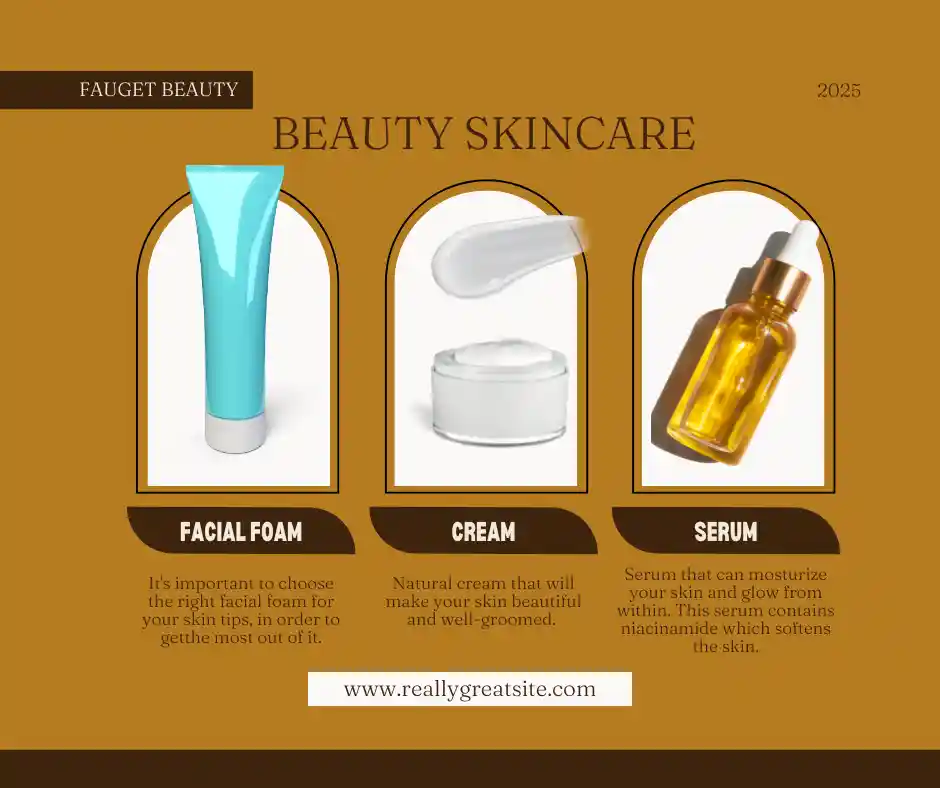 FAUGET BEAUTY
2025
BEAUTY SKINCARE
FACIAL FOAM
It's important to choose
the right facial foam for
your skin tips, in order to
getthe most out of it.
CREAM
Natural cream that will
make your skin beautiful
and well-groomed.
SERUM
Serum that can mosturize
your skin and glow from
within. This serum contains
niacinamide which softens
the skin.
www.reallygreatsite.com